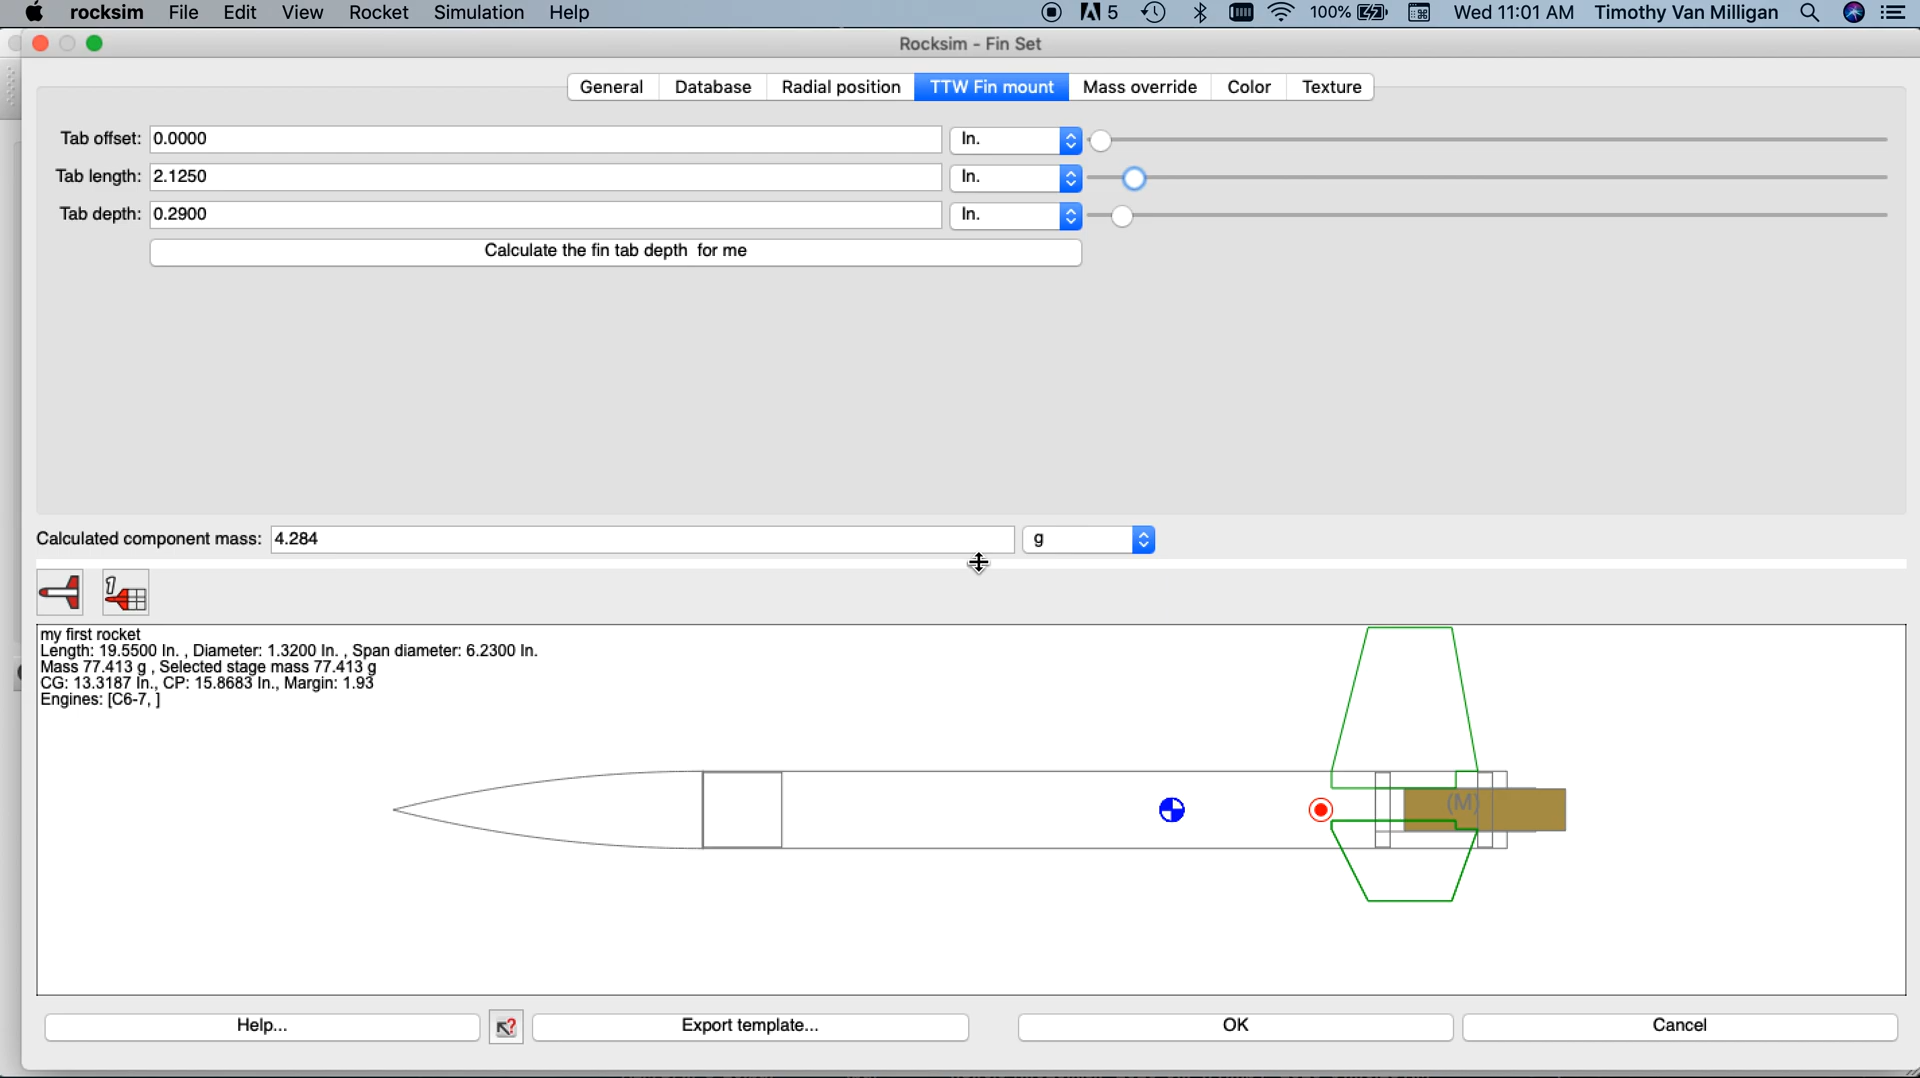 rocksim File Edit View Rocket Simulation Help 5 100% Wed 11:01 AM Timothy Van Milligan
Rocksim - Fin Set
General Database Radial position TTW Fin mount Mass override Color Texture
Tab offset: 0.0000 In.
Tab length: 2.1250 In.
Tab depth: 0.2900 In.
Calculate the fin tab depth for me
Calculated component mass: 4.284 g
1
my first rocket
Length: 19.5500 In. , Diameter: 1.3200 In. , Span diameter: 6.2300 In.
Mass 77.413 g , Selected stage mass 77.413 g
CG: 13.3187 In., CP: 15.8683 In., Margin: 1.93
Engines: [C6-7, ]
(M)
Help... ? Export template... OK Cancel